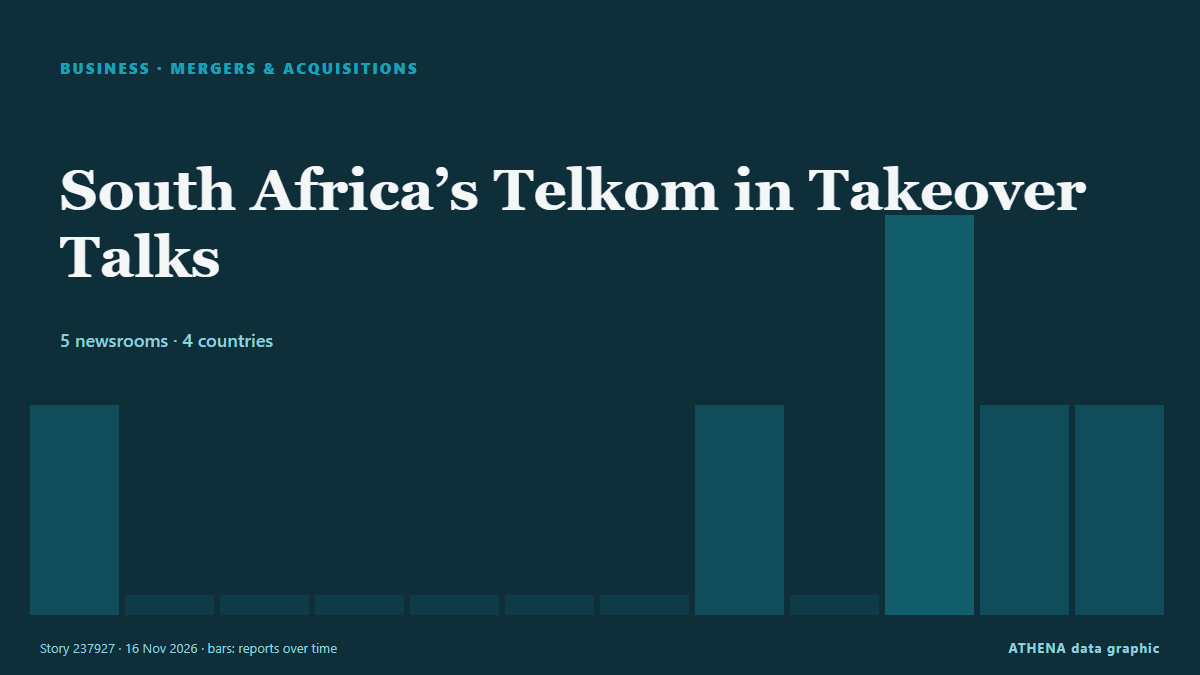 BUSINESS · MERGERS & ACQUISITIONS
South Africa’s Telkom in Takeover
Talks
5 newsrooms · 4 countries
Story 237927 · 16 Nov 2026 · bars: reports over time
ATHENA data graphic